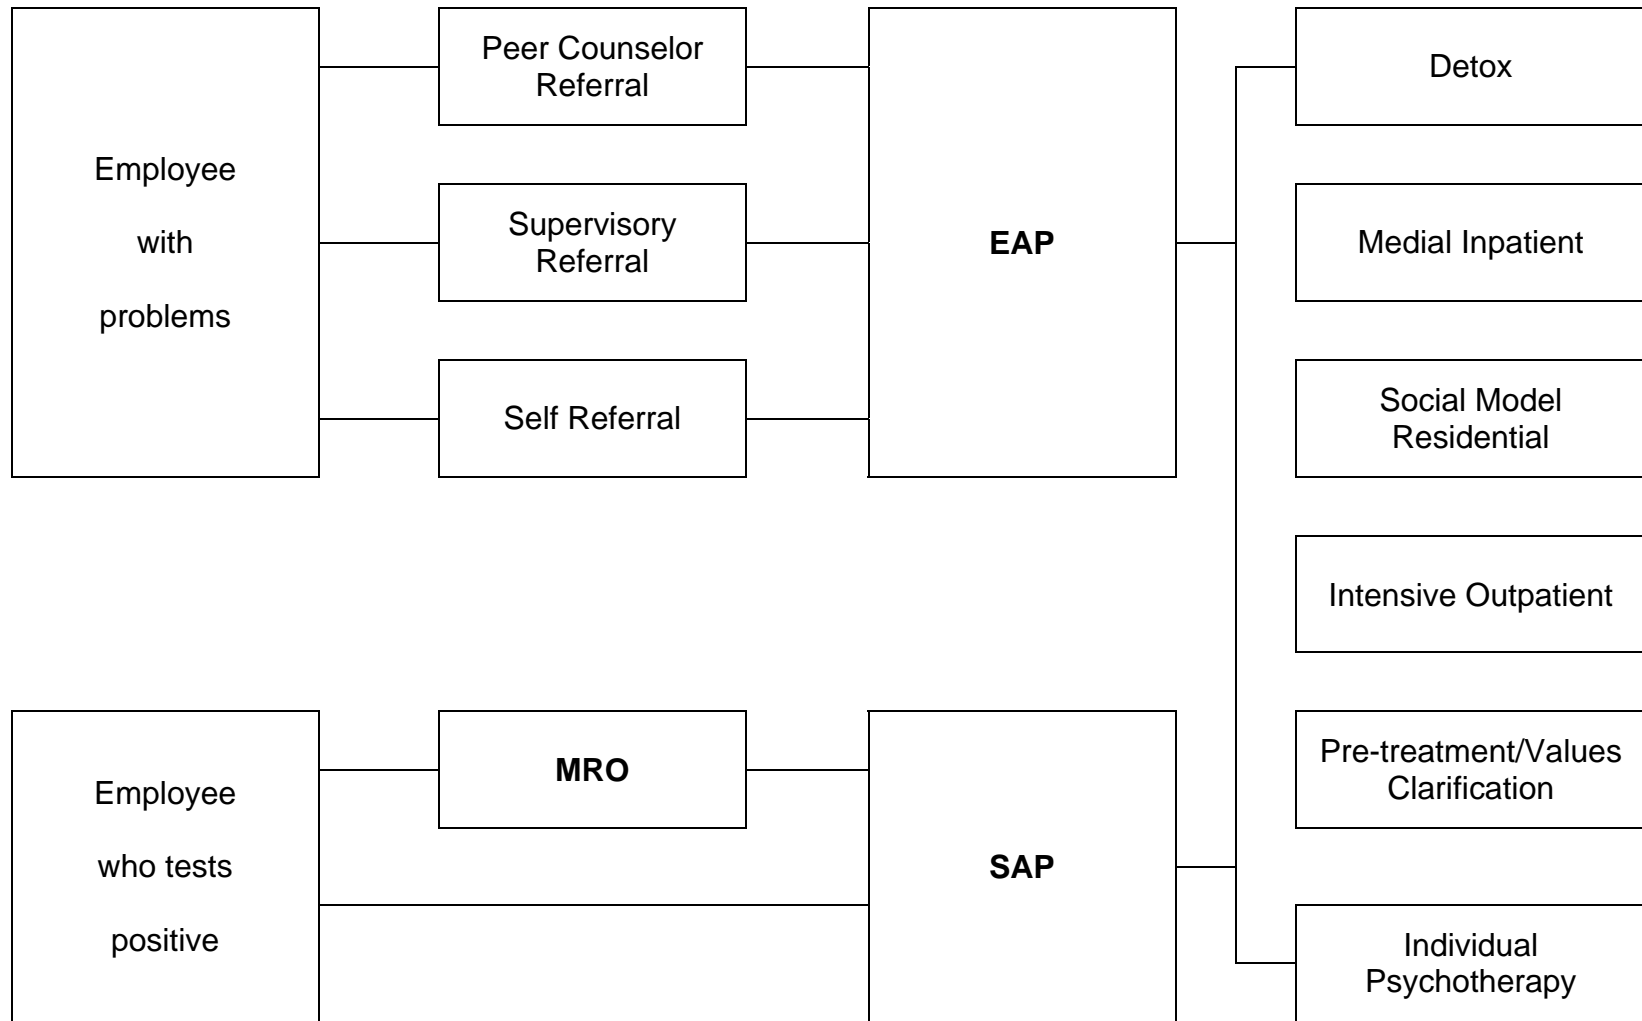 Employee
with
problems
Peer Counselor
Referral
Supervisory
Referral
Self Referral
EAP
Detox
Medial Inpatient
Social Model
Residential
Intensive Outpatient
Employee
who tests
positive
MRO
SAP
Pre-treatment/Values
Clarification
Individual
Psychotherapy